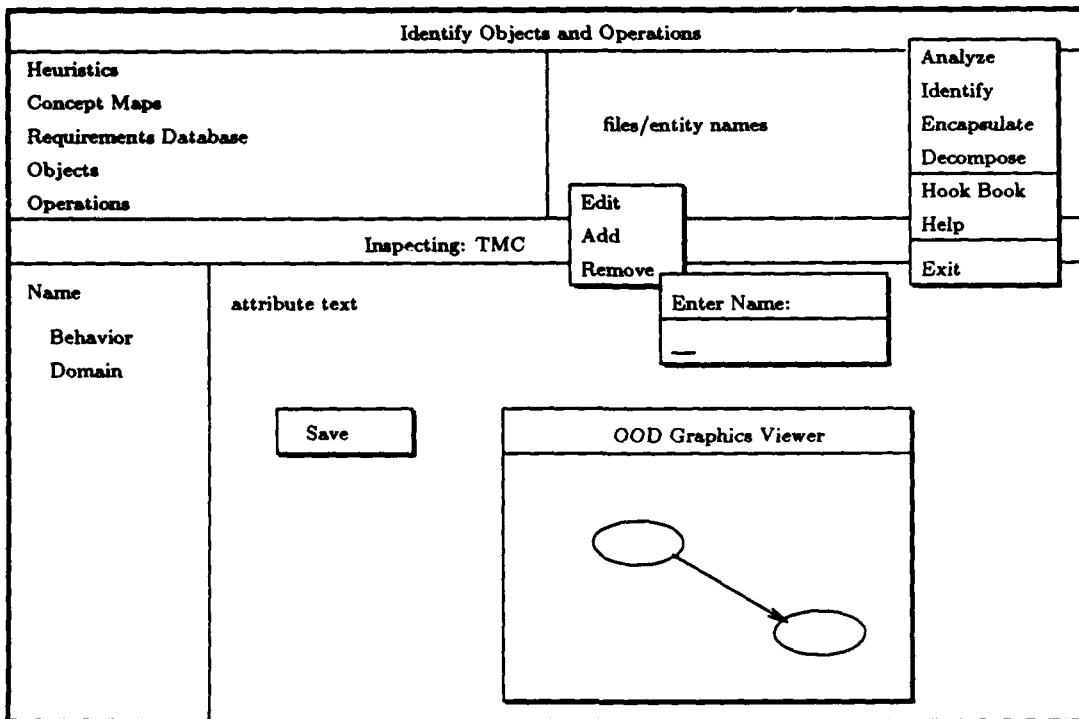 Identify Objects and Operations
Heuristics
Concept Maps
Requirements Database
Objects
Operations
files/entity names
Analyze
Identify
Encapsulate
Decompose
Hook Book
Help
Exit
Edit
Add
Remove
Enter Name:
Inspecting: TMC
Name
Behavior
Domain
attribute text
Save
OOD Graphics Viewer